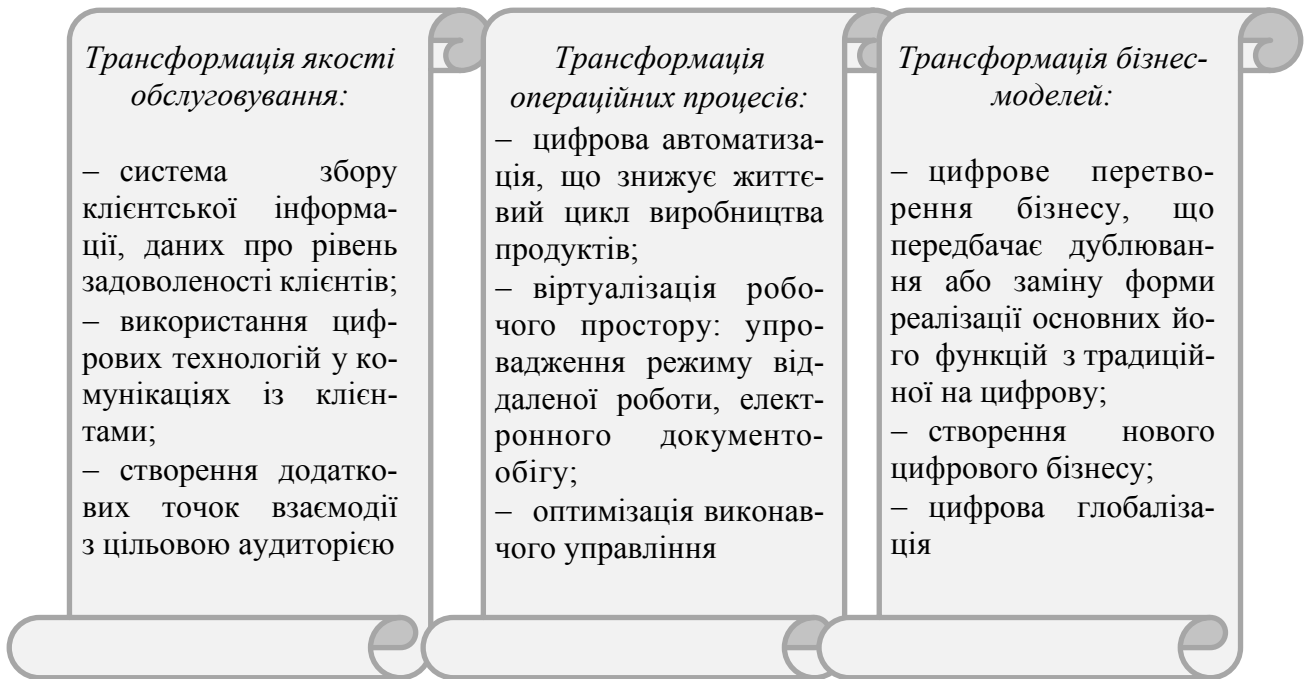 Трансформація якості
обслуговування:
– система збору
клієнтської інформа-
ції, даних про рівень
задоволеності клієнтів;
– використання циф-
рових технологій у ко-
мунікаціях із клієн-
тами;
– створення додатко-
вих точок взаємодії
з цільовою аудиторією
Трансформація
операційних процесів:
– цифрова автоматиза-
ція, що знижує життє-
вий цикл виробництва
продуктів;
– віртуалізація робо-
чого простору: упро-
вадження режиму від-
даленої роботи, елект-
ронного документо-
обігу;
– оптимізація виконав-
чого управління
Трансформація бізнес-
моделей:
– цифрове перетво-
рення бізнесу, що
передбачає дублюван-
ня або заміну форми
реалізації основних йо-
го функцій з традицій-
ної на цифрову;
– створення нового
цифрового бізнесу;
– цифрова глобаліза-
ція